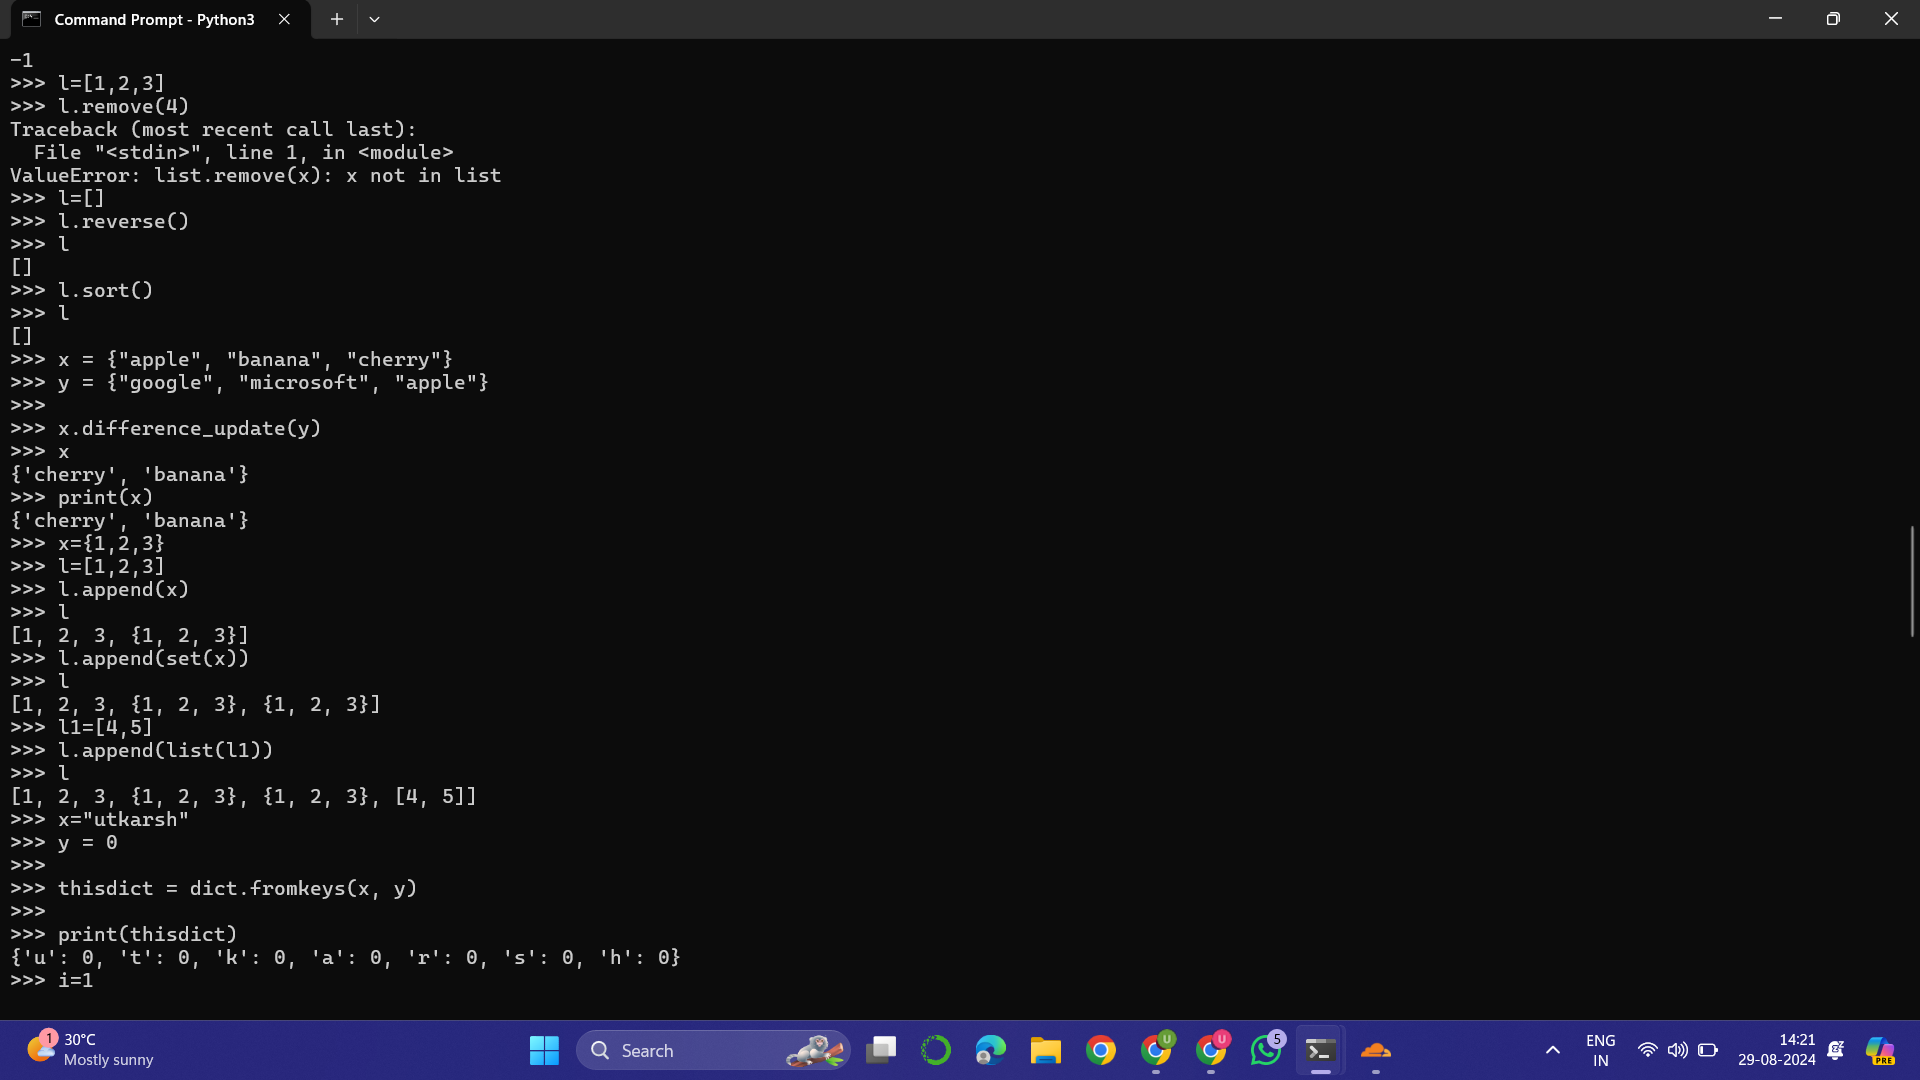 Command Prompt - Python3
-1
>>> l=[1,2,3]
>>> l.remove(4)
Traceback (most recent call last):
  File "<stdin>", line 1, in <module>
ValueError: list.remove(x): x not in list
>>> l=[]
>>> l.reverse()
>>> l
[]
>>> l.sort()
>>> l
[]
>>> x = {"apple", "banana", "cherry"}
>>> y = {"google", "microsoft", "apple"}
>>>
>>> x.difference_update(y)
>>> x
{'cherry', 'banana'}
>>> print(x)
{'cherry', 'banana'}
>>> x={1,2,3}
>>> l=[1,2,3]
>>> l.append(x)
>>> l
[1, 2, 3, {1, 2, 3}]
>>> l.append(set(x))
>>> l
[1, 2, 3, {1, 2, 3}, {1, 2, 3}]
>>> l1=[4,5]
>>> l.append(list(l1))
>>> l
[1, 2, 3, {1, 2, 3}, {1, 2, 3}, [4, 5]]
>>> x="utkarsh"
>>> y = 0
>>>
>>> thisdict = dict.fromkeys(x, y)
>>>
>>> print(thisdict)
{'u': 0, 't': 0, 'k': 0, 'a': 0, 'r': 0, 's': 0, 'h': 0}
>>> i=1
1
30°C
Mostly sunny
Search
U
U
5
ENG
IN
14:21
29-08-2024
PRE